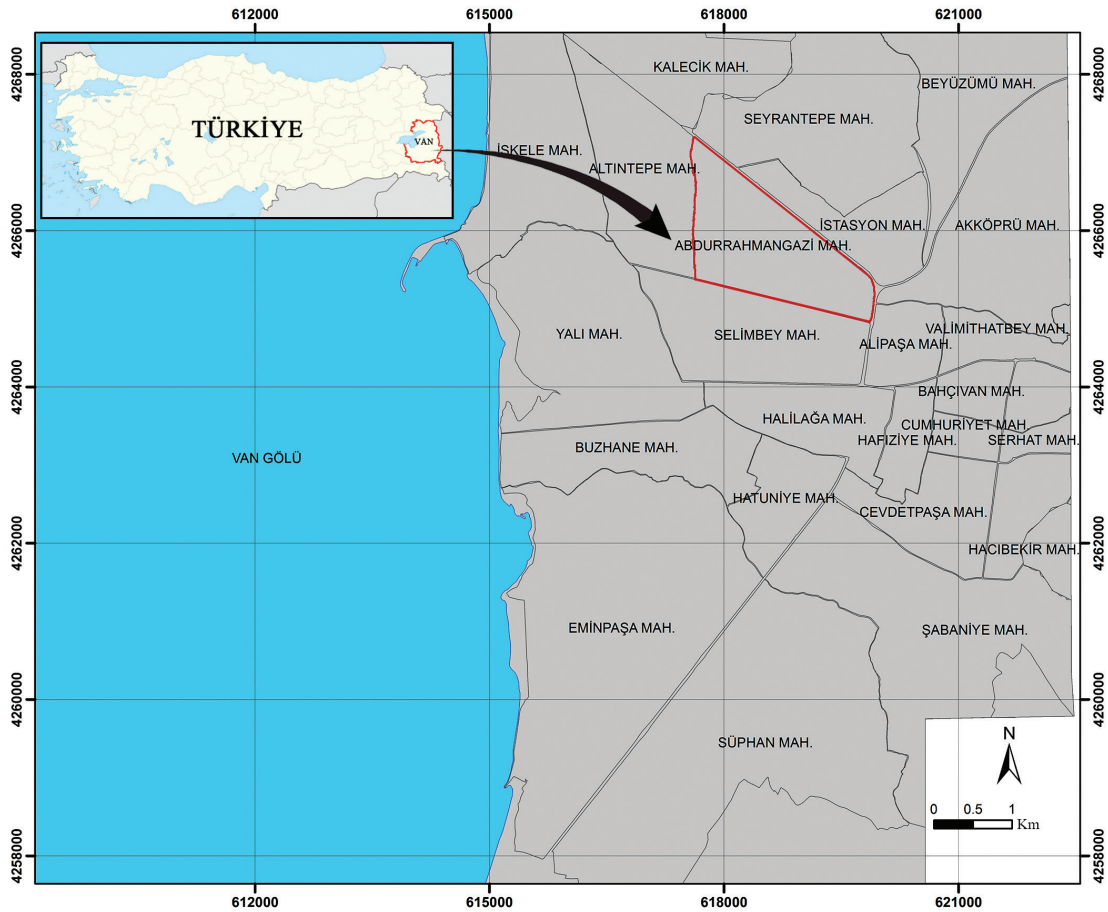 612000
615000
618000
621000
4268000
4268000
KALECİK MAH.
BEYÜZÜMÜ MAH.
SEYRANTEPE MAH.
TÜRKİYE
VAN
İSKELE MAH.
ALTINTEPE MAH.
4266000
4266000
İSTASYON MAH.
AKKÖPRÜ MAH.
ABDURRAHMANGAZİ MAH.
YALI MAH.
SELİMBEY MAH.
VALİMİTHATBEY MAH.
ALİPAŞA MAH.
4264000
4264000
BAHÇIVAN MAH.
HALİLAĞA MAH.
CUMHURİYET MAH.
HAFIZİYE MAH.
SERHAT MAH.
BUZHANE MAH.
VAN GÖLÜ
HATUNİYE MAH.
CEVDETPAŞA MAH.
4262000
4262000
HACIBEKİR MAH.
EMİNPAŞA MAH.
ŞABANİYE MAH.
4260000
4260000
SÜPHAN MAH.
N
0 0.5 1
Km
4258000
4258000
612000
615000
618000
621000